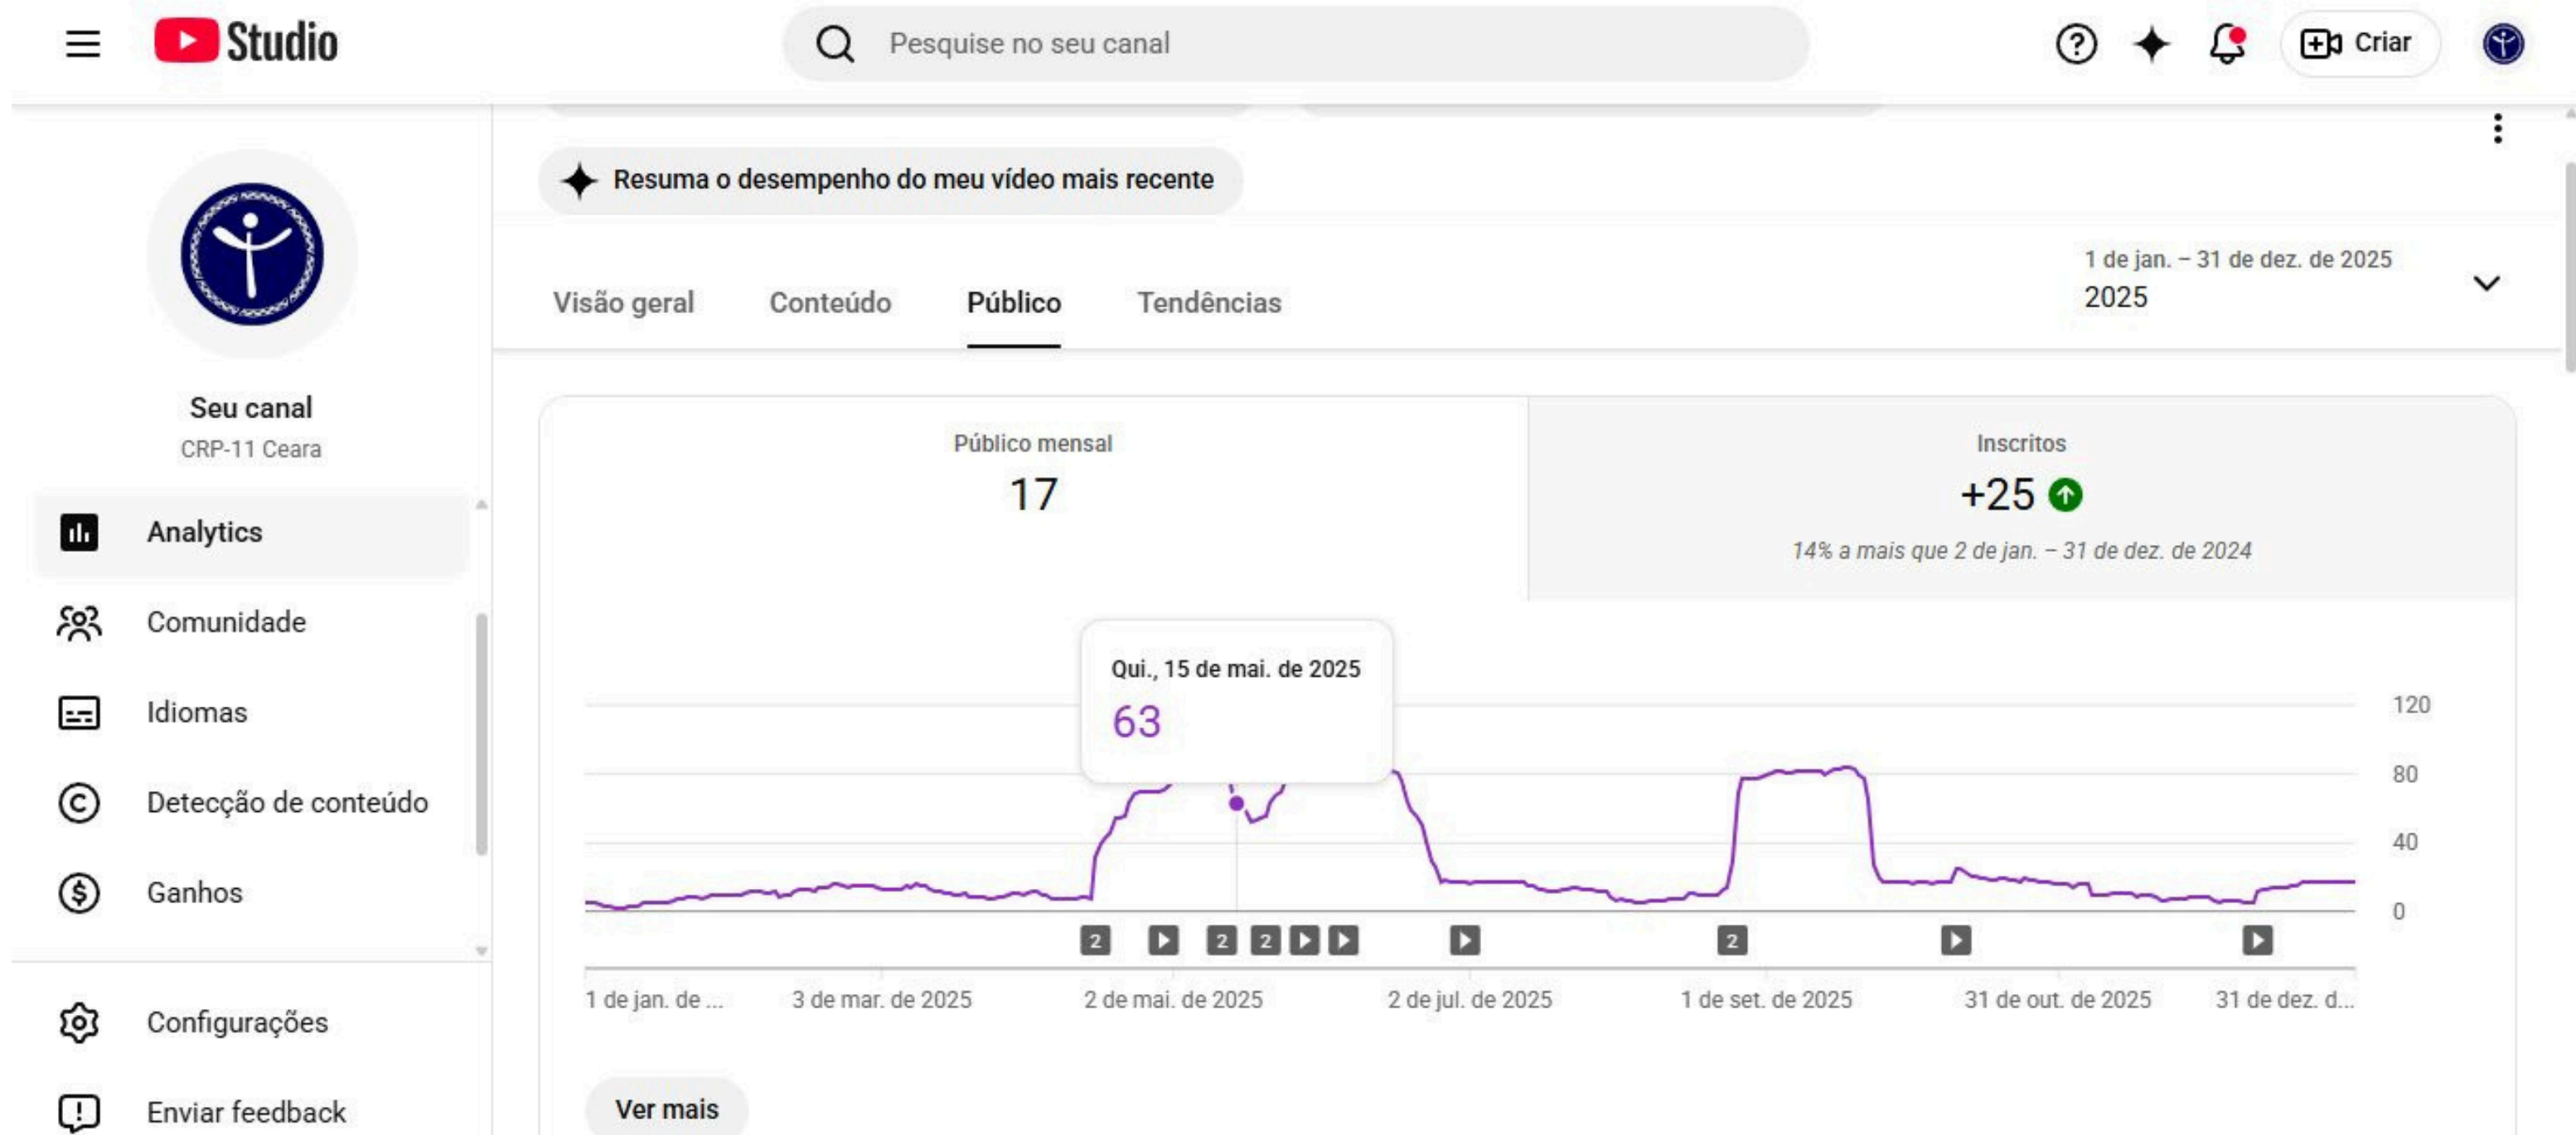 Studio
Pesquise no seu canal
Criar
Resuma o desempenho do meu vídeo mais recente
Visão geral
Conteúdo
Público
Tendências
1 de jan. – 31 de dez. de 2025
2025
Seu canal
CRP-11 Ceara
Analytics
Comunidade
Idiomas
Detecção de conteúdo
Ganhos
Configurações
Enviar feedback
Público mensal
17
Inscritos
+25
14% a mais que 2 de jan. – 31 de dez. de 2024
Qui., 15 de mai. de 2025
63
120
80
40
0
2
2
2
2
1 de jan. de ...
3 de mar. de 2025
2 de mai. de 2025
2 de jul. de 2025
1 de set. de 2025
31 de out. de 2025
31 de dez. d...
Ver mais